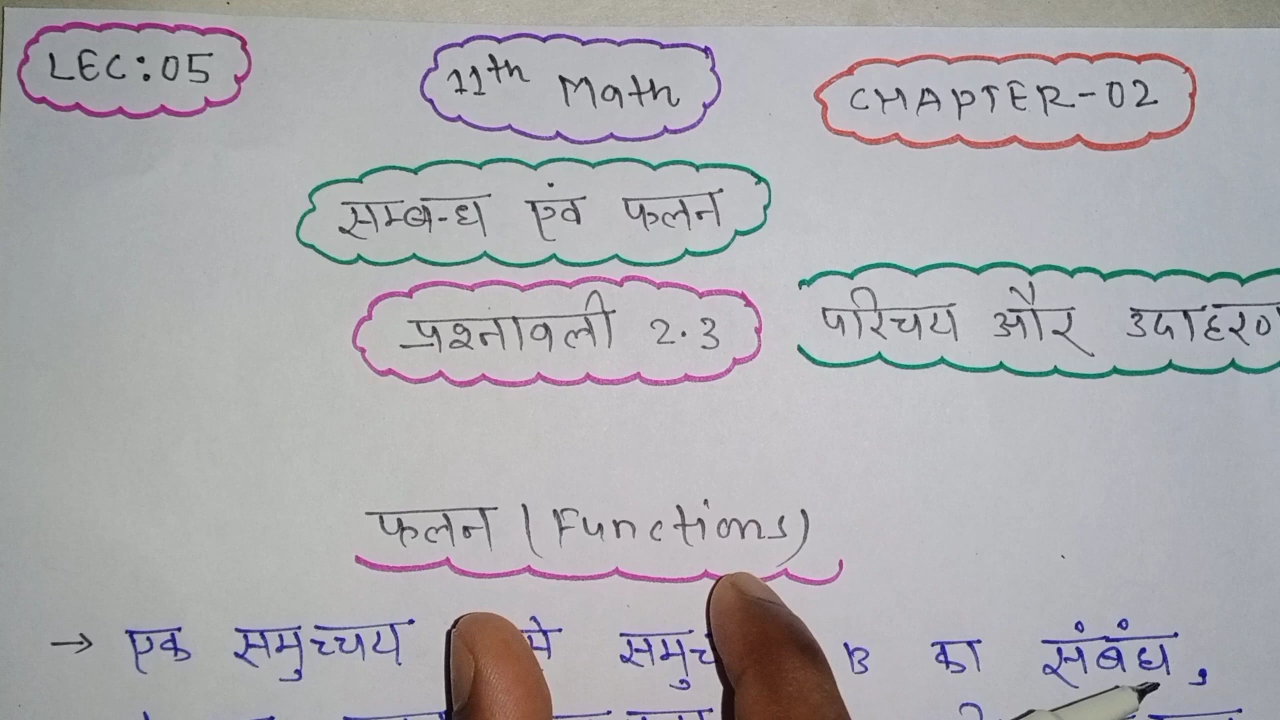 LEC:05
11th Math
CHAPTER-02
सम्बन्ध एंव फलन
प्रश्नावली 2.3
परिचय और उदाहरण
फलन (Functions)
→ एक समुच्चय से B का संबंध,